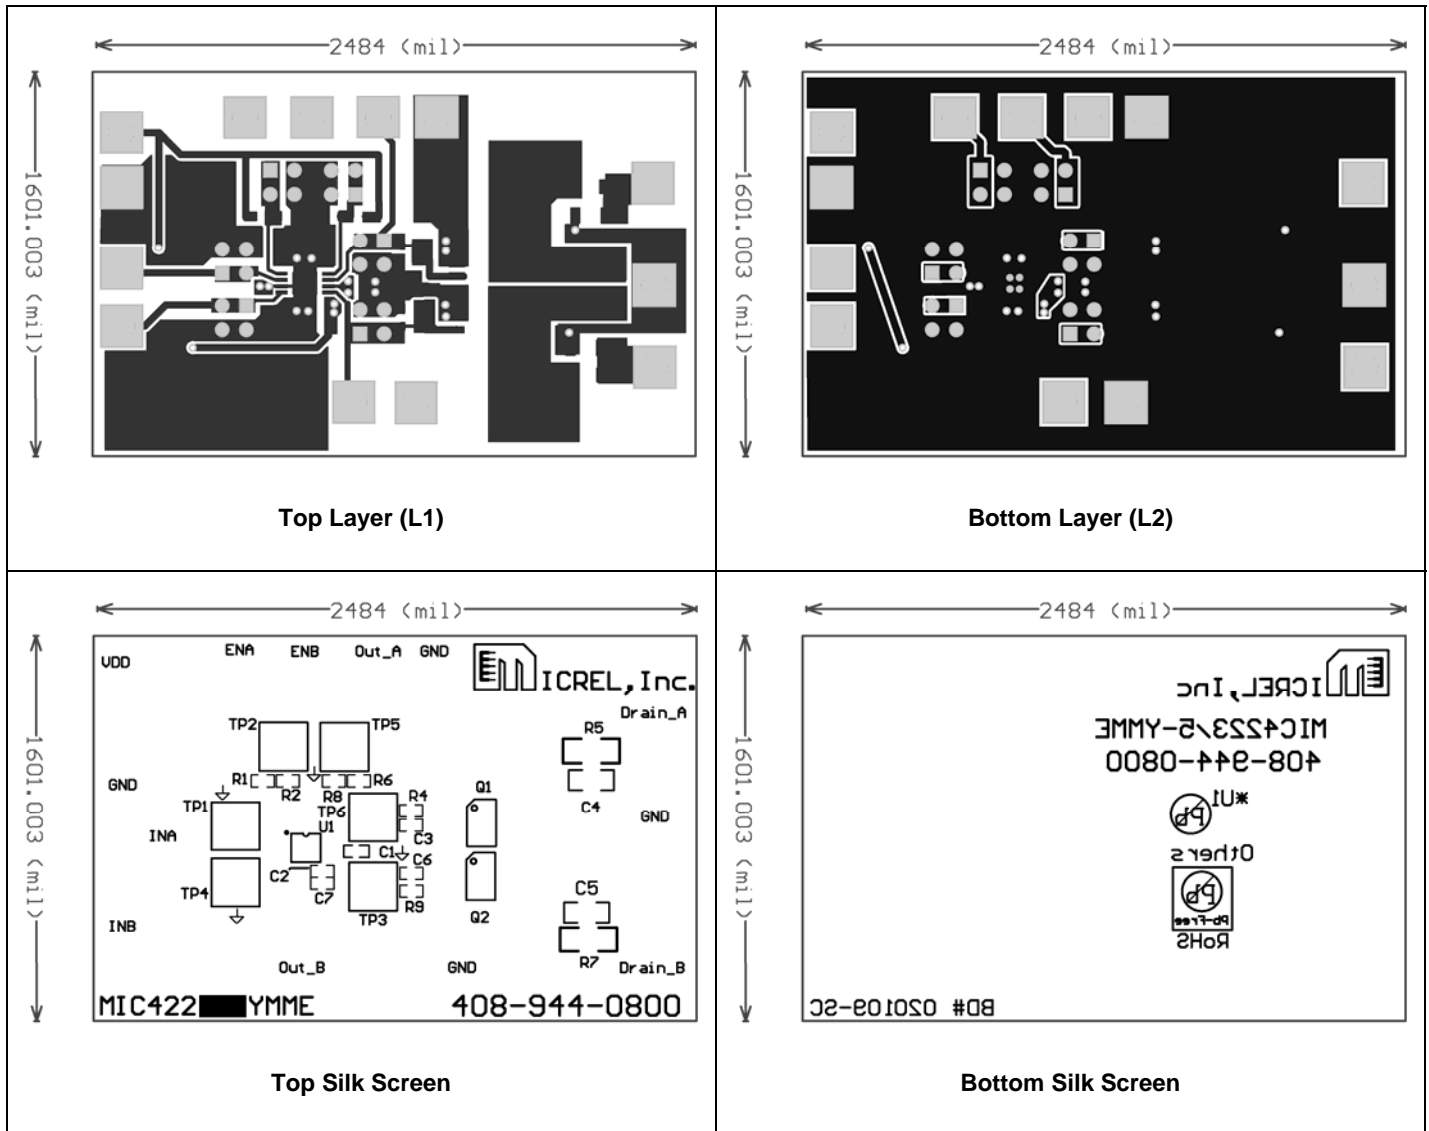 2484 (mil)
1601.003 (mil)
Top Layer (L1)
2484 (mil)
1601.003 (mil)
Bottom Layer (L2)
2484 (mil)
1601.003 (mil)
VDD
ENA
ENB
Out_A
GND
MICREL, Inc.
Drain_A
TP2
TP5
R5
R1
R2
R8
R6
C4
GND
TP1
TP6
R4
Q1
GND
INA
U1
C3
C1
C6
C2
C7
TP4
TP3
R9
Q2
C5
INB
R7
Out_B
GND
Drain_B
MIC422 YMME
408-944-0800
Top Silk Screen
2484 (mil)
1601.003 (mil)
MICREL, Inc
MIC4223/5-YMME
408-944-0800
*U1
Pb
Others
Pb
Pb-Free
RoHS
BD# 020109-SC
Bottom Silk Screen